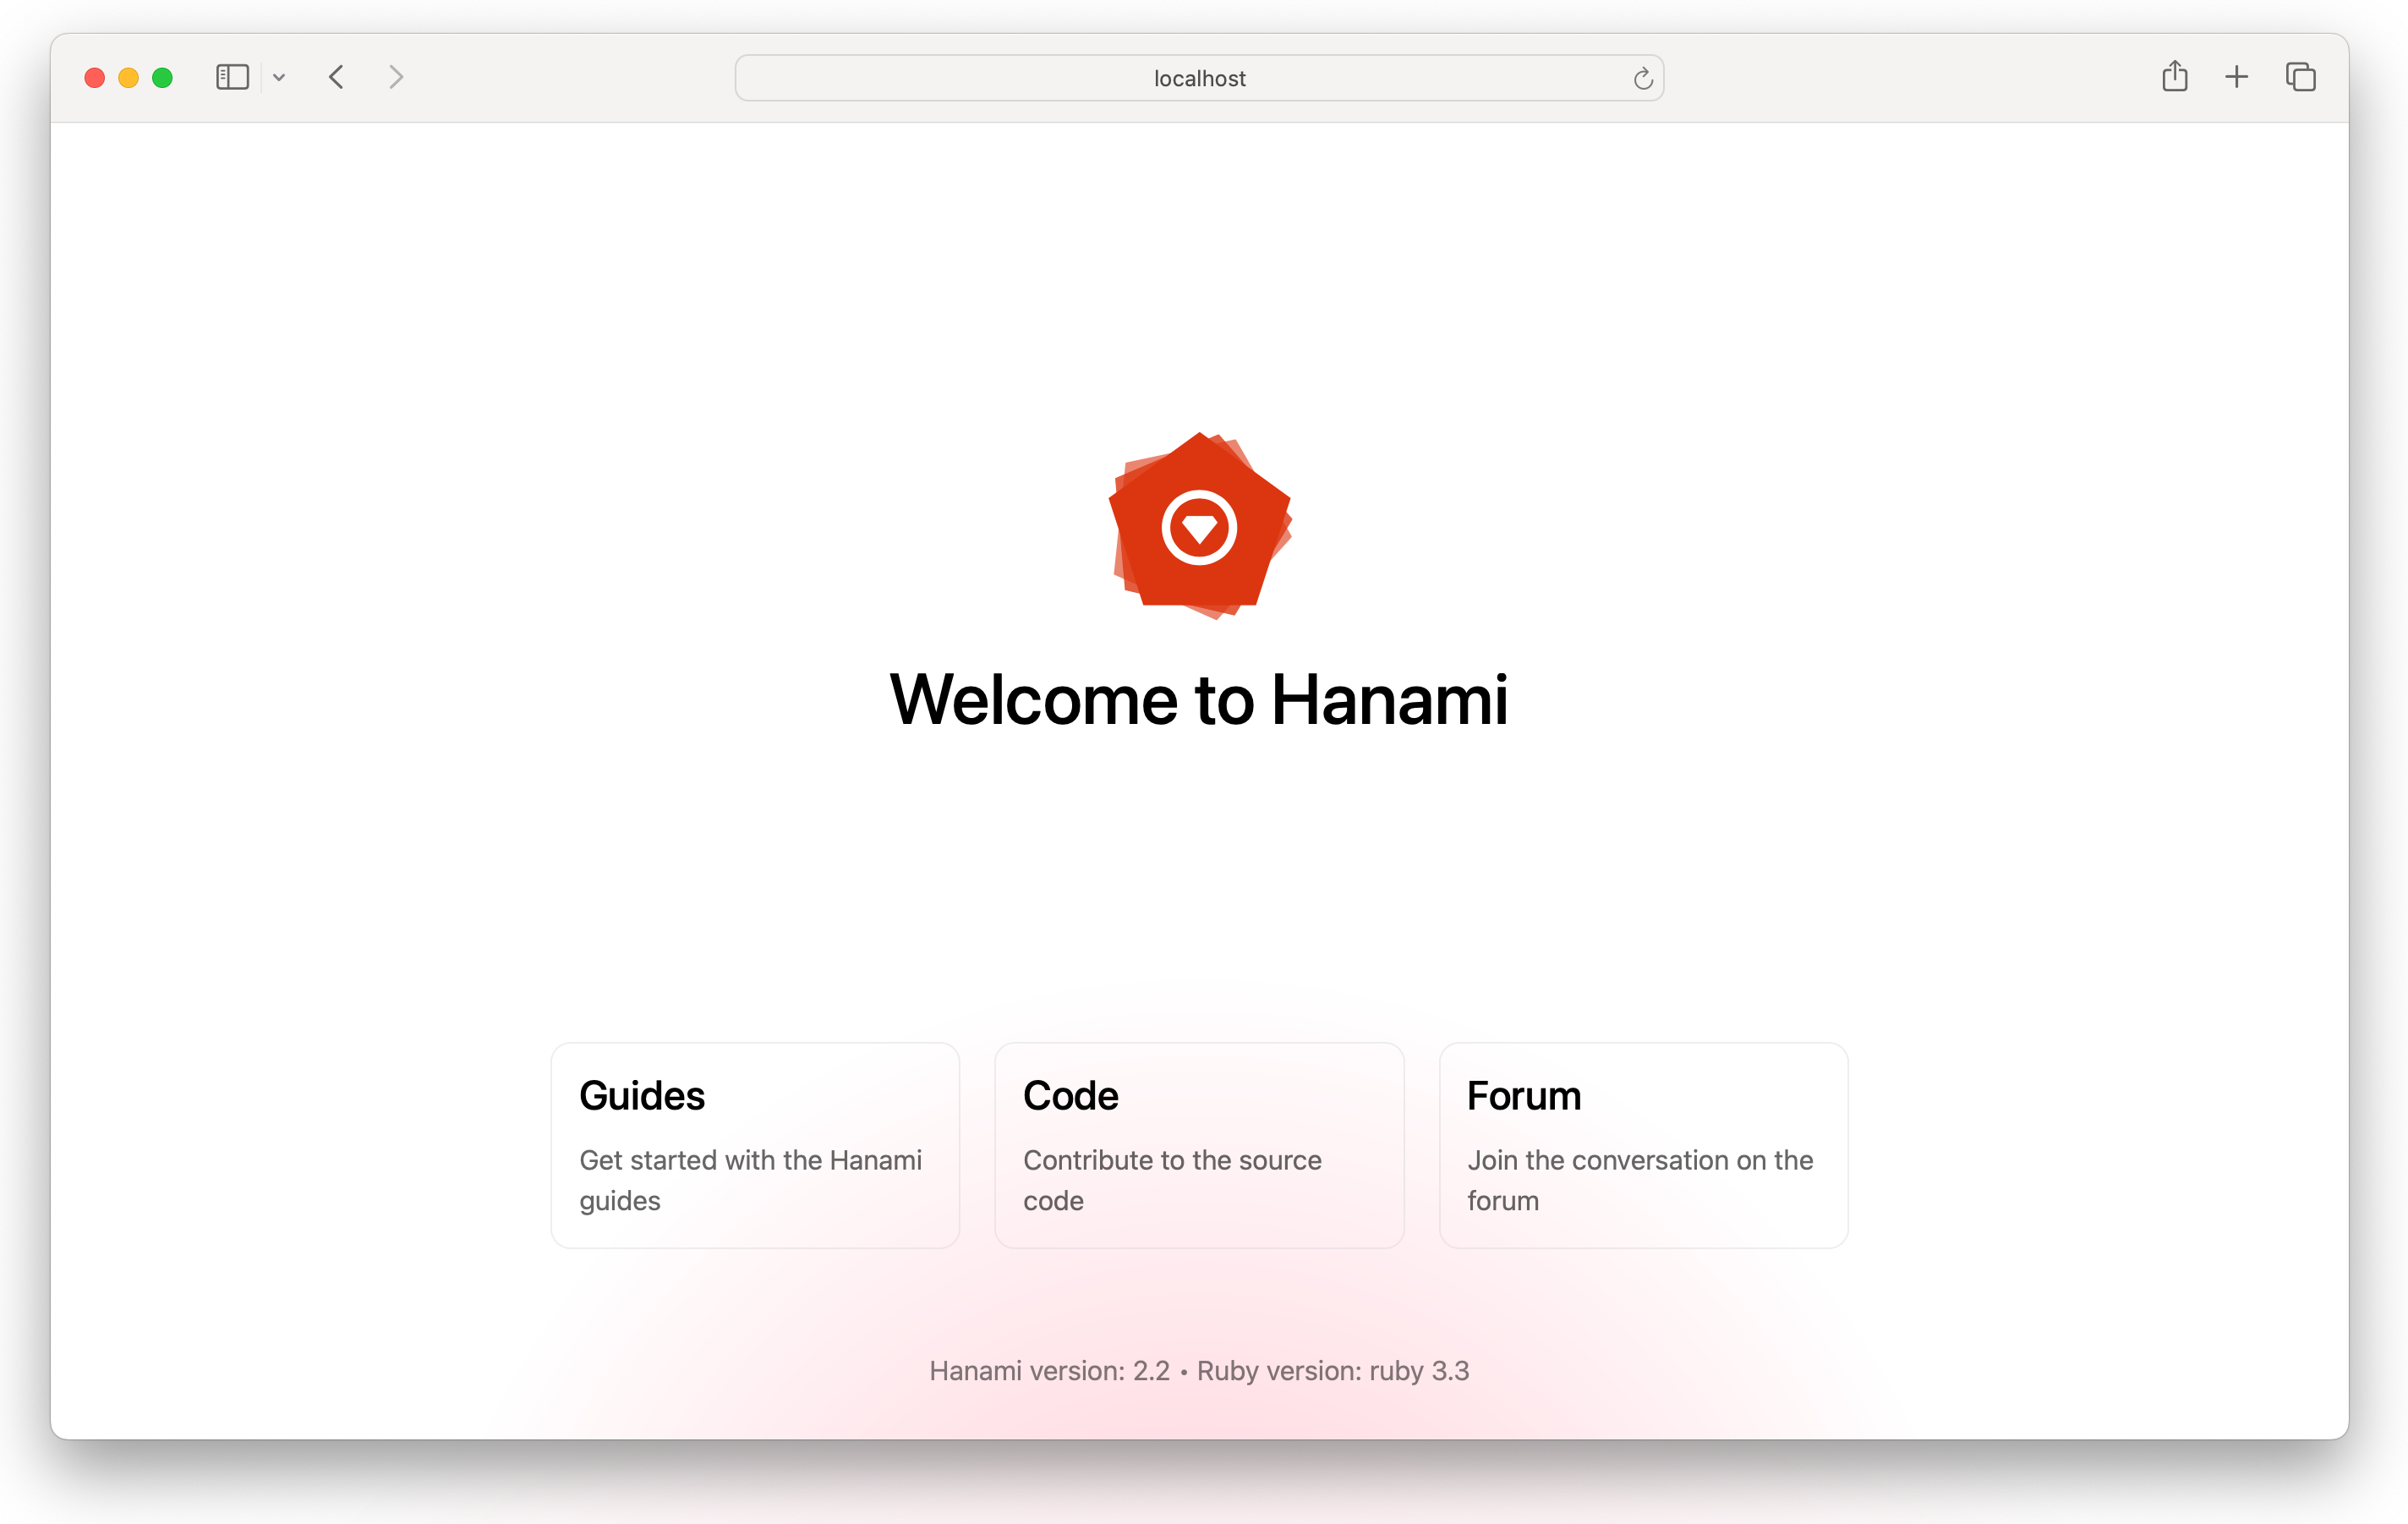 localhost
Welcome to Hanami
Guides
Get started with the Hanami
guides
Code
Contribute to the source
code
Forum
Join the conversation on the
forum
Hanami version: 2.2 • Ruby version: ruby 3.3